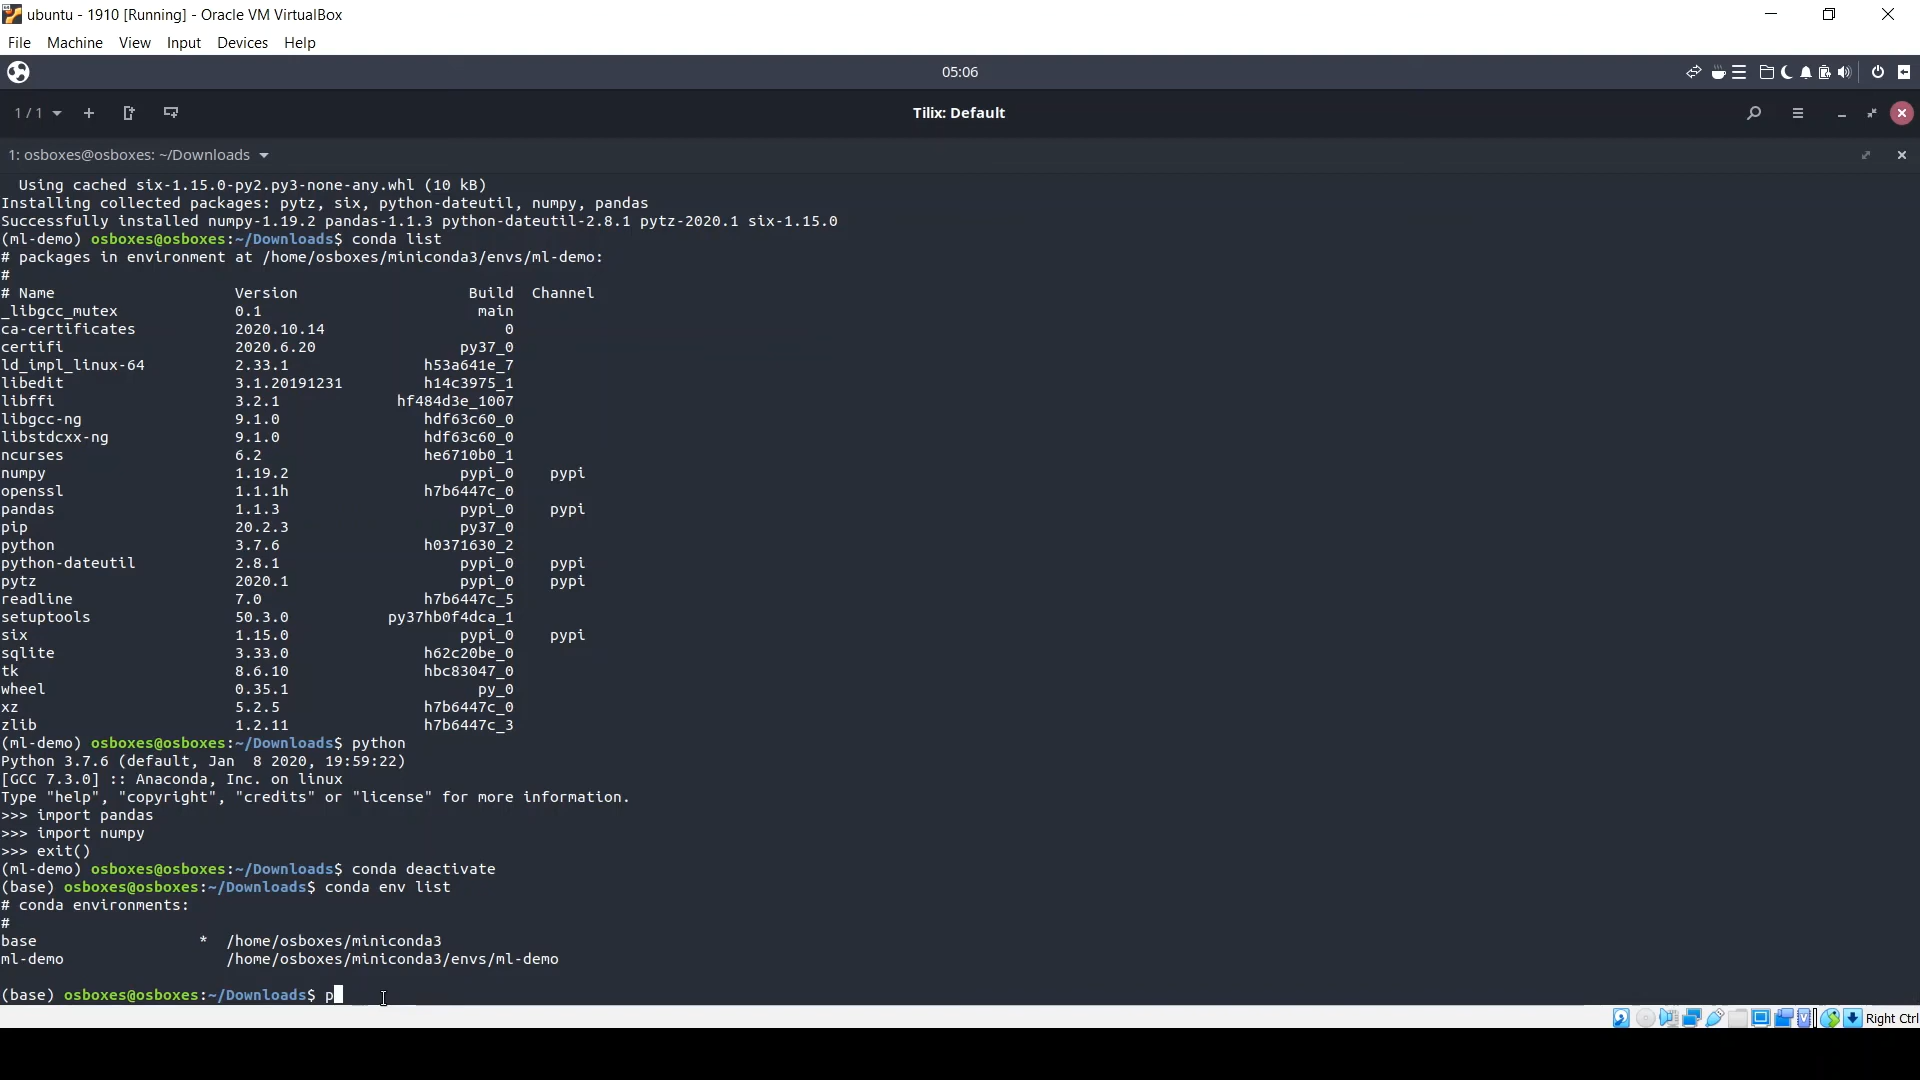 ubuntu - 1910 [Running] - Oracle VM VirtualBox
File Machine View Input Devices Help
05:06
1 / 1
Tilix: Default
1: osboxes@osboxes: ~/Downloads
  Using cached six-1.15.0-py2.py3-none-any.whl (10 kB)
Installing collected packages: pytz, six, python-dateutil, numpy, pandas
Successfully installed numpy-1.19.2 pandas-1.1.3 python-dateutil-2.8.1 pytz-2020.1 six-1.15.0
(ml-demo) osboxes@osboxes:~/Downloads$ conda list
# packages in environment at /home/osboxes/miniconda3/envs/ml-demo:
#
# Name                    Version                   Build  Channel
_libgcc_mutex             0.1                        main
ca-certificates           2020.10.14                    0
certifi                   2020.6.20                py37_0
ld_impl_linux-64          2.33.1               h53a641e_7
libedit                   3.1.20191231         h14c3975_1
libffi                    3.2.1             hf484d3e_1007
libgcc-ng                 9.1.0                hdf63c60_0
libstdcxx-ng              9.1.0                hdf63c60_0
ncurses                   6.2                  he6710b0_1
numpy                     1.19.2                   pypi_0    pypi
openssl                   1.1.1h               h7b6447c_0
pandas                    1.1.3                    pypi_0    pypi
pip                       20.2.3                   py37_0
python                    3.7.6                h0371630_2
python-dateutil           2.8.1                    pypi_0    pypi
pytz                      2020.1                   pypi_0    pypi
readline                  7.0                  h7b6447c_5
setuptools                50.3.0           py37hb0f4dca_1
six                       1.15.0                   pypi_0    pypi
sqlite                    3.33.0               h62c20be_0
tk                        8.6.10               hbc83047_0
wheel                     0.35.1                     py_0
xz                        5.2.5                h7b6447c_0
zlib                      1.2.11               h7b6447c_3
(ml-demo) osboxes@osboxes:~/Downloads$ python
Python 3.7.6 (default, Jan  8 2020, 19:59:22)
[GCC 7.3.0] :: Anaconda, Inc. on linux
Type "help", "copyright", "credits" or "license" for more information.
>>> import pandas
>>> import numpy
>>> exit()
(ml-demo) osboxes@osboxes:~/Downloads$ conda deactivate
(base) osboxes@osboxes:~/Downloads$ conda env list
# conda environments:
#
base                  *  /home/osboxes/miniconda3
ml-demo                  /home/osboxes/miniconda3/envs/ml-demo
(base) osboxes@osboxes:~/Downloads$ p
Right Ctrl